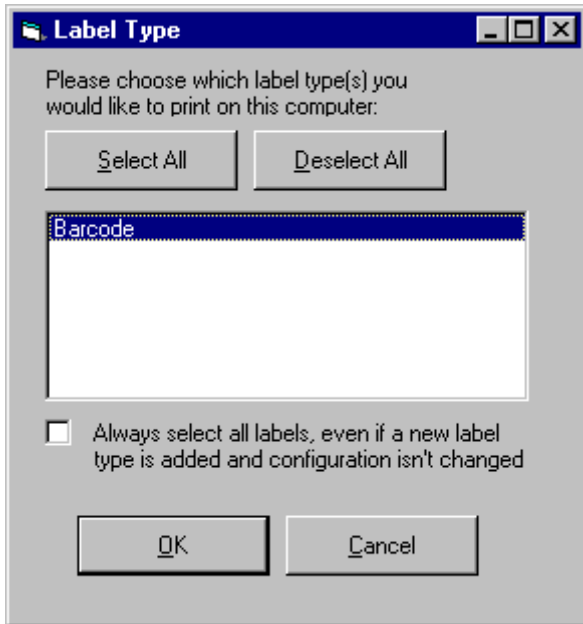 Label Type
Please choose which label type(s) you
would like to print on this computer:
Select All
Deselect All
Barcode
Always select all labels, even if a new label
type is added and configuration isn't changed
OK
Cancel